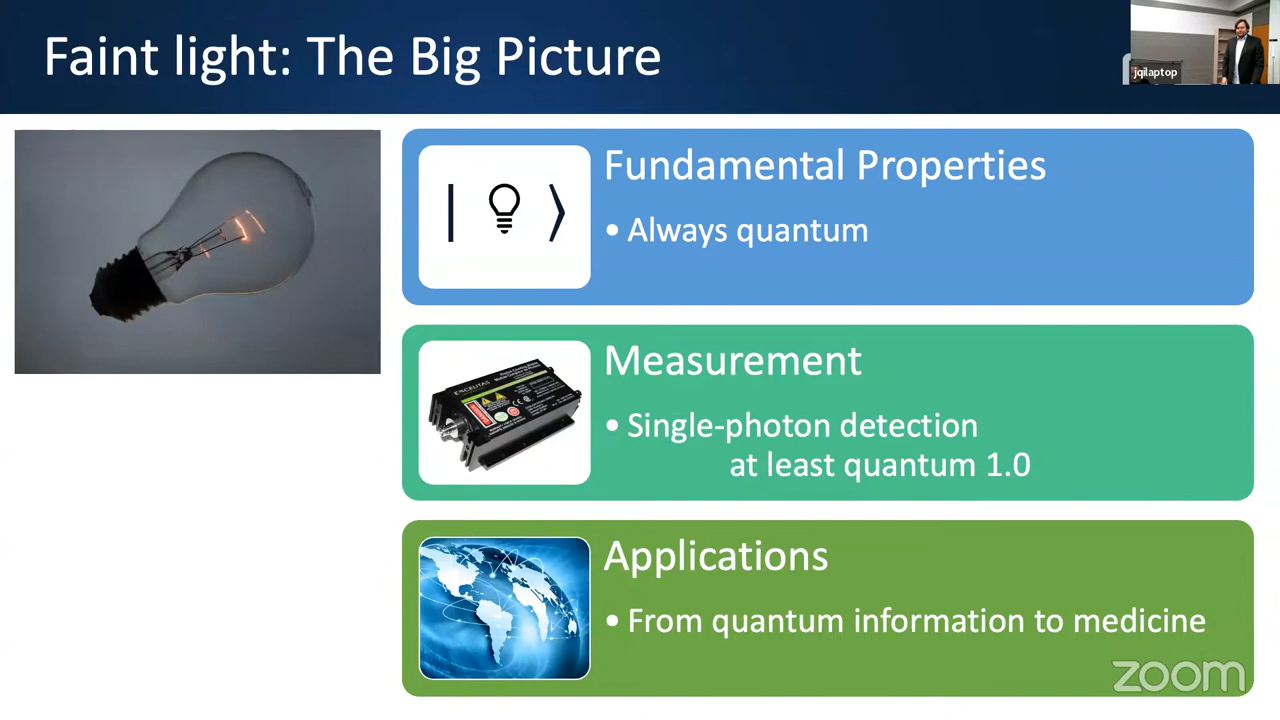 Faint light: The Big Picture
jqilaptop
Fundamental Properties
• Always quantum
EXCELITAS
Measurement
• Single-photon detection
at least quantum 1.0
Applications
• From quantum information to medicine
zoom